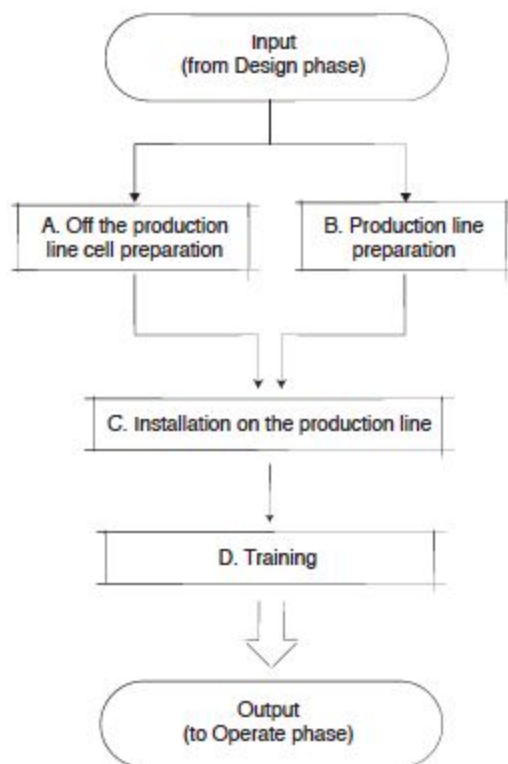 Input
(from Design phase)
A. Off the production
line cell preparation
B. Production line
preparation
C. Installation on the production line
D. Training
Output
(to Operate phase)